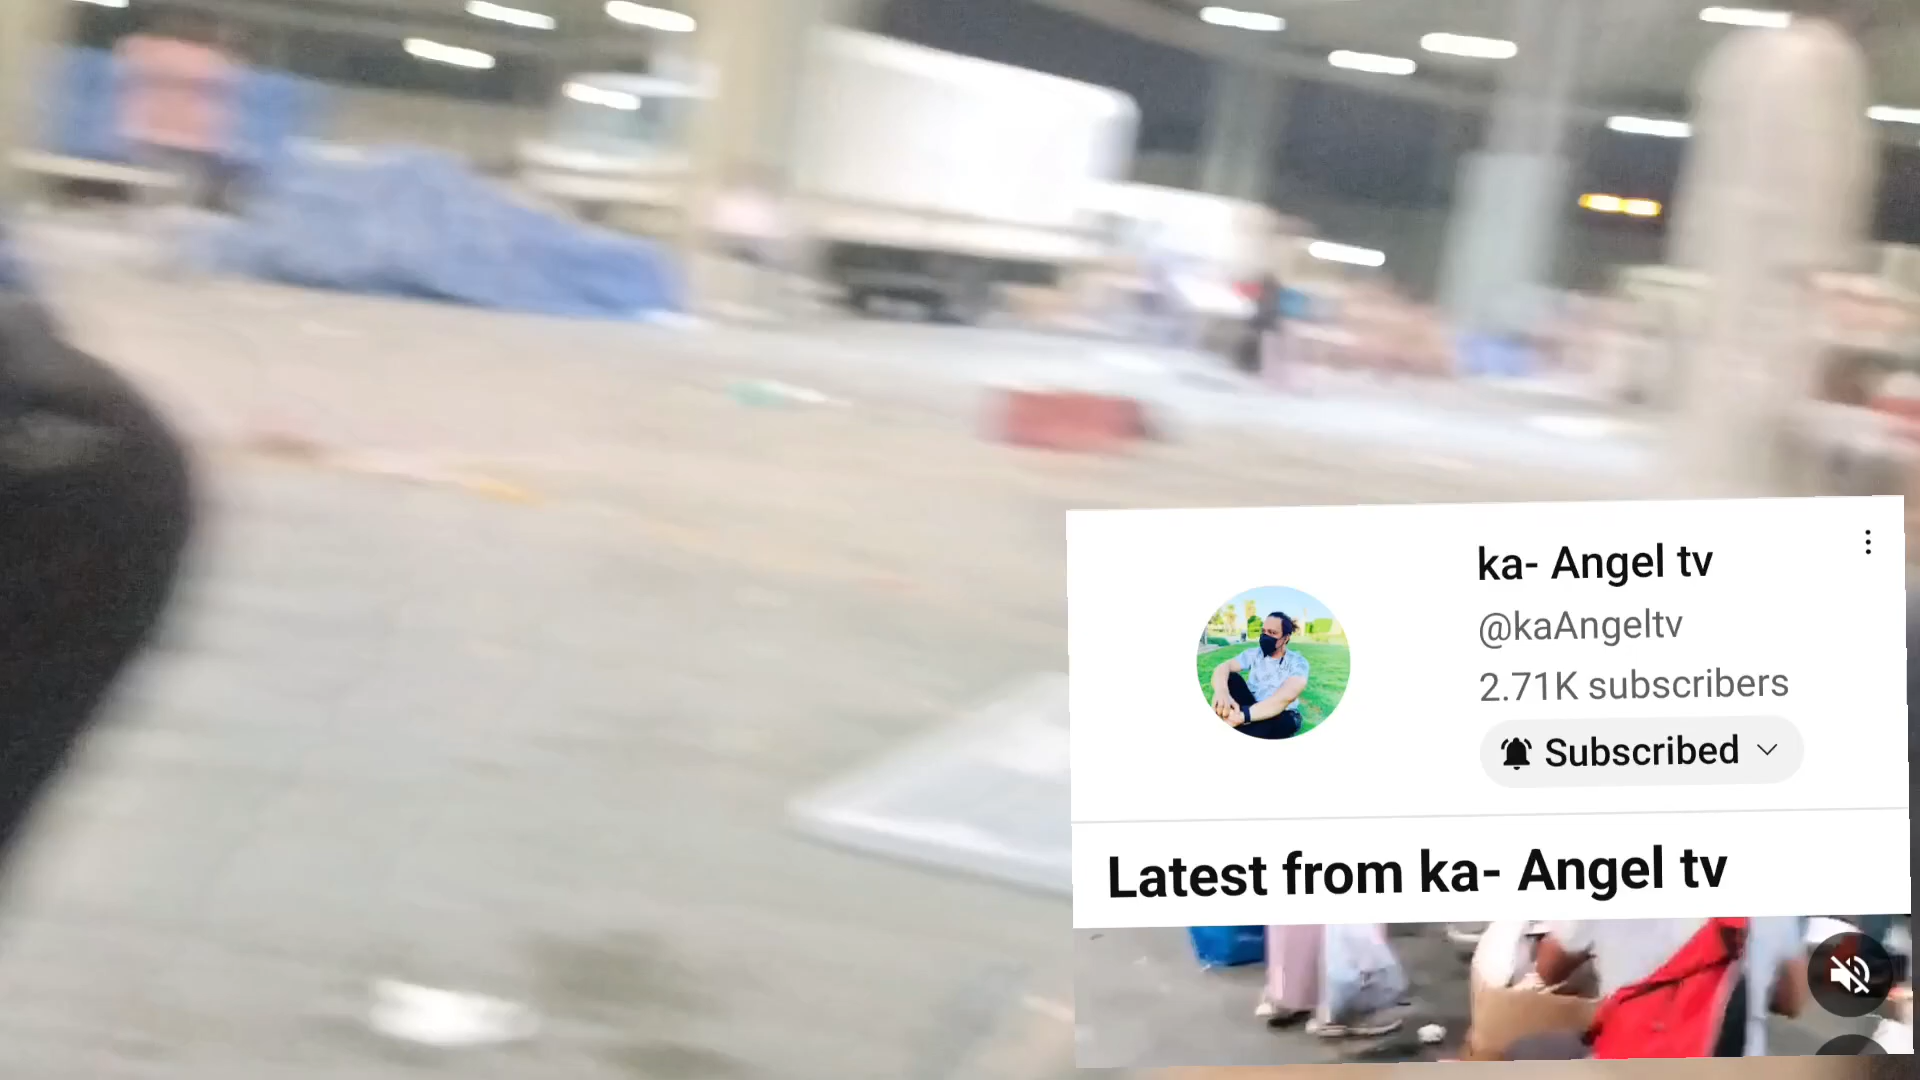 ka- Angel tv
@kaAngeltv
2.71K subscribers
Subscribed
Latest from ka- Angel tv